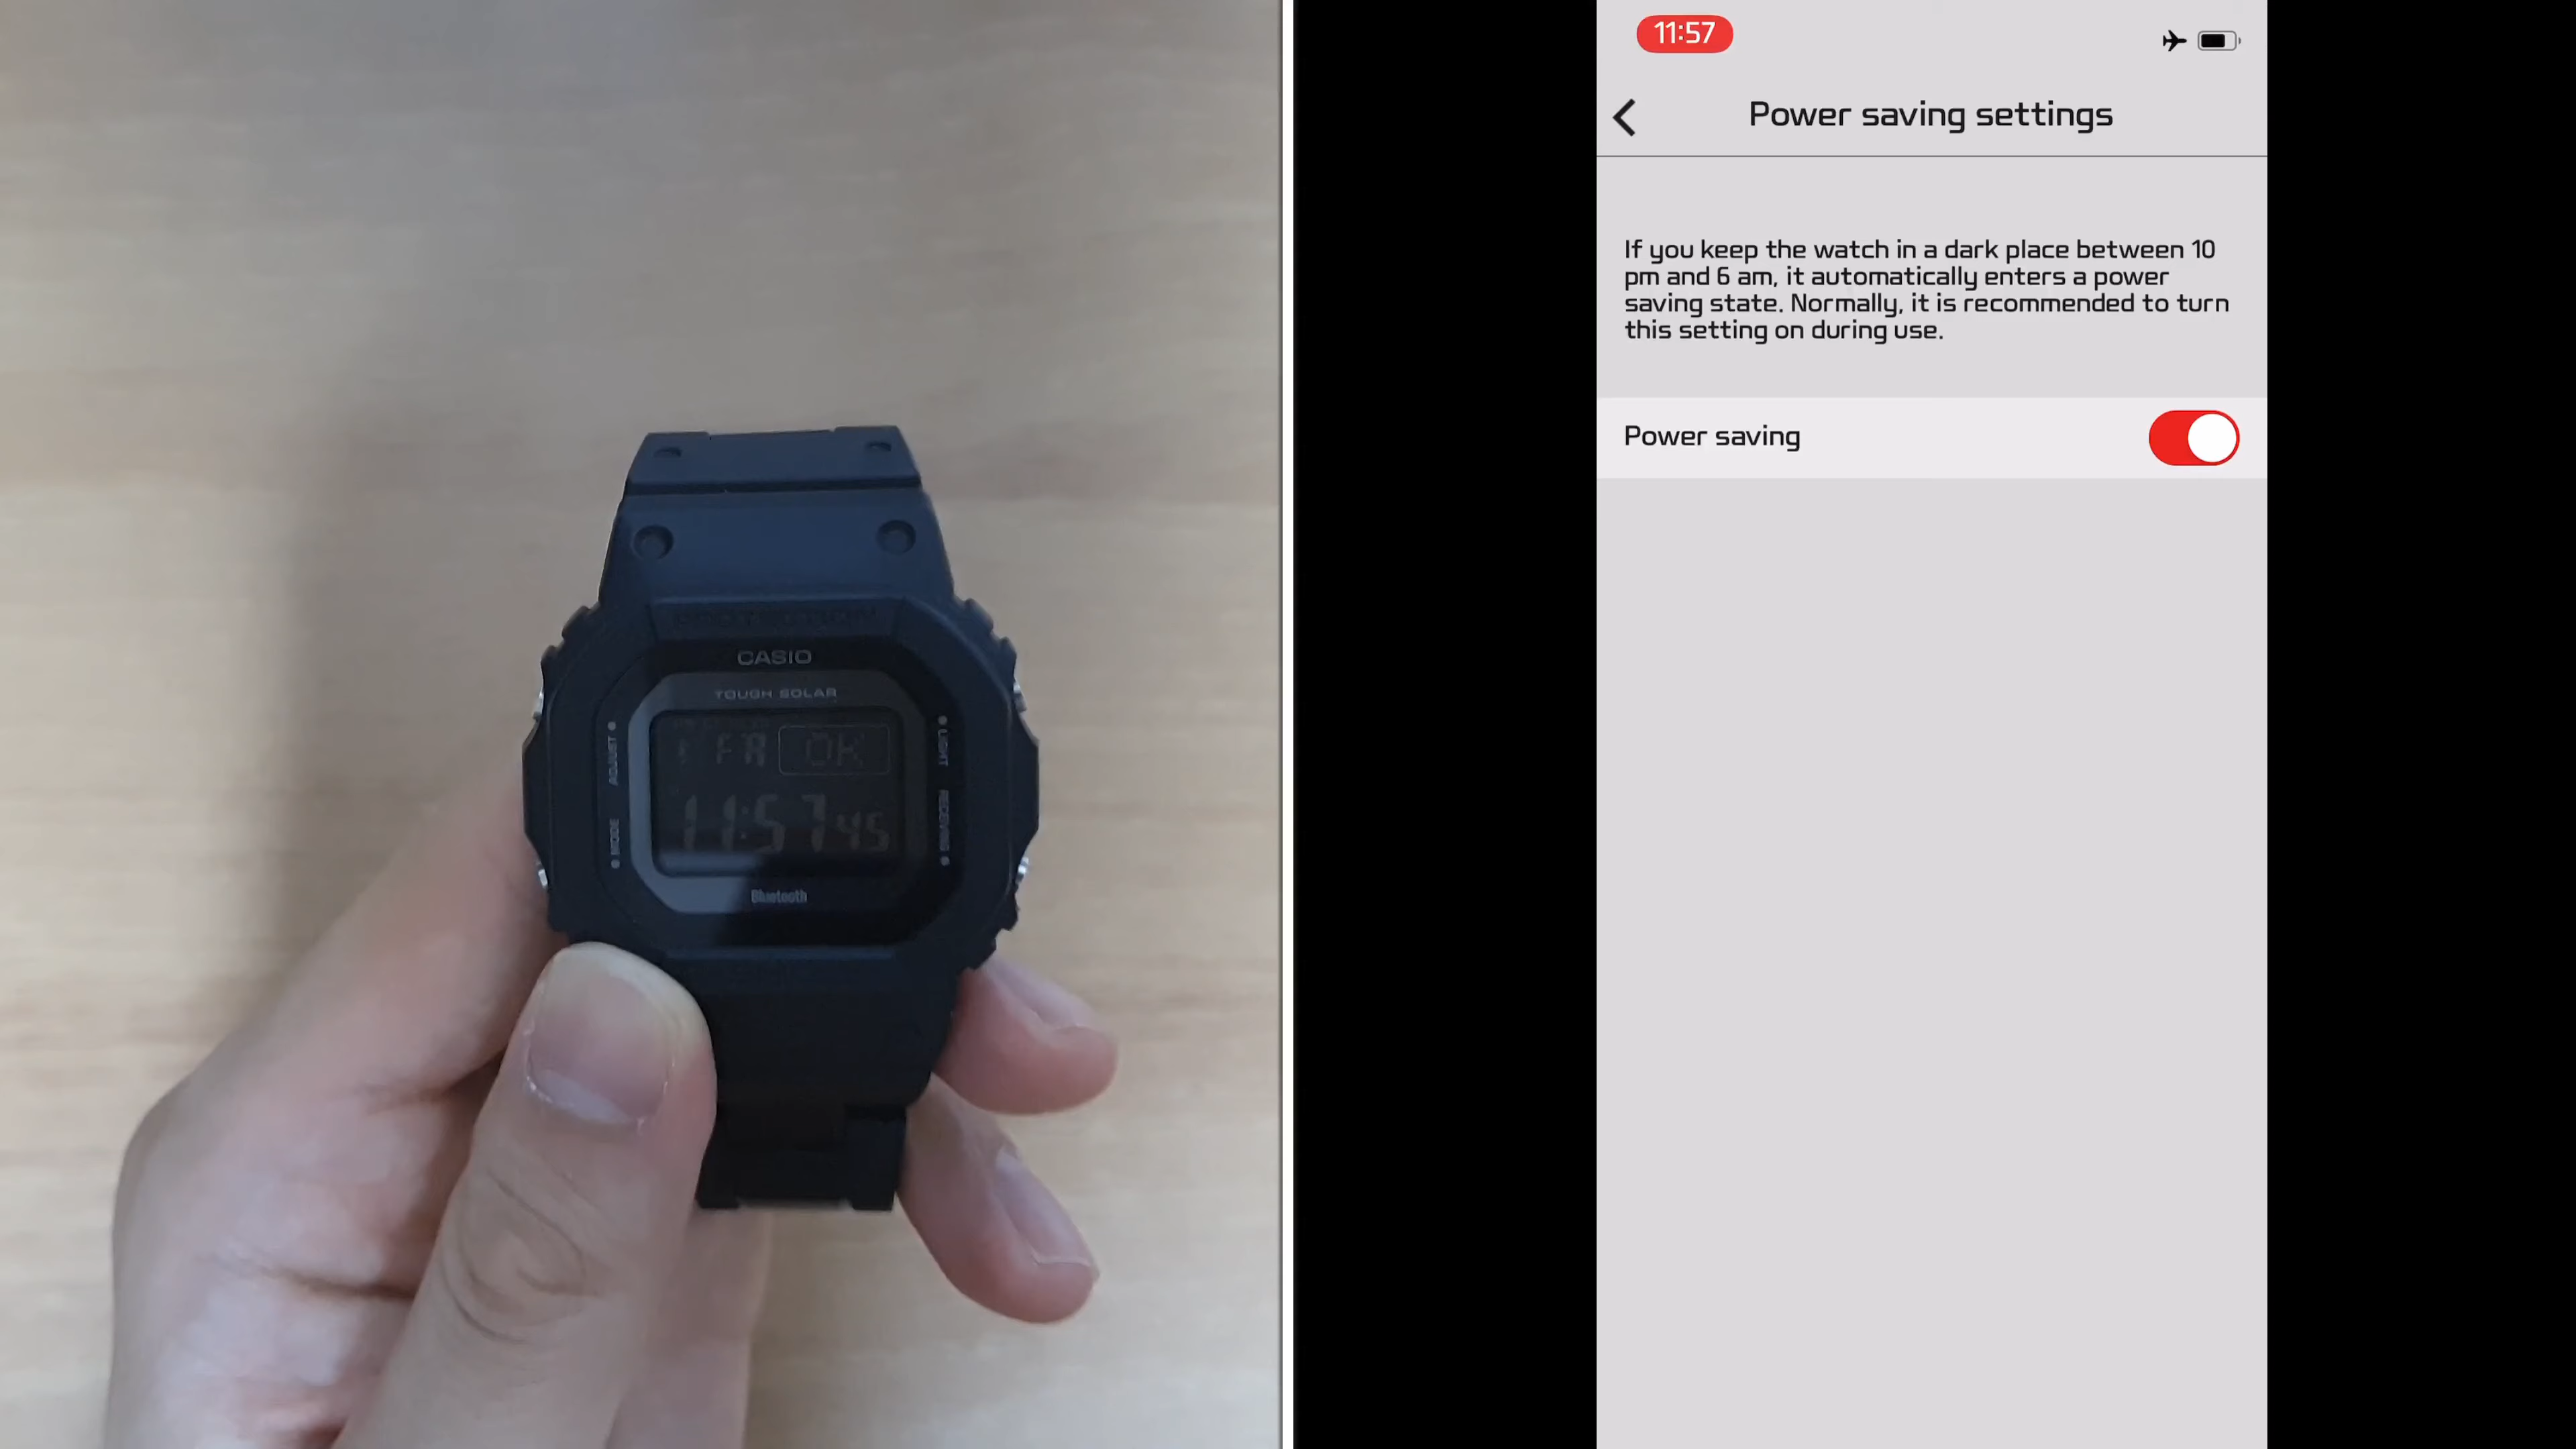 CASIO
TOUGH SOLAR
ADJUST
MODE
LIGHT
RECEIVING
FR OK
11:57 45
Bluetooth
11:57
Power saving settings
If you keep the watch in a dark place between 10
pm and 6 am, it automatically enters a power
saving state. Normally, it is recommended to turn
this setting on during use.
Power saving